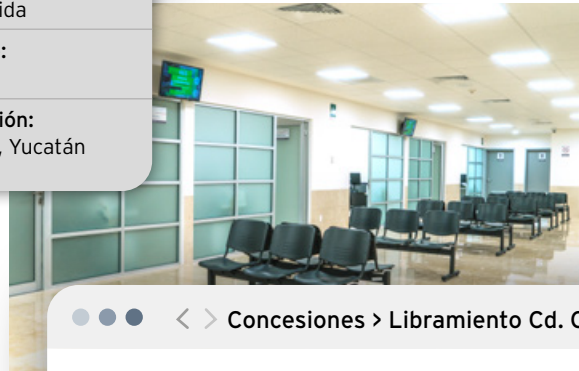 ida
:
ión:
, Yucatán
Concesiones > Libramiento Cd. C